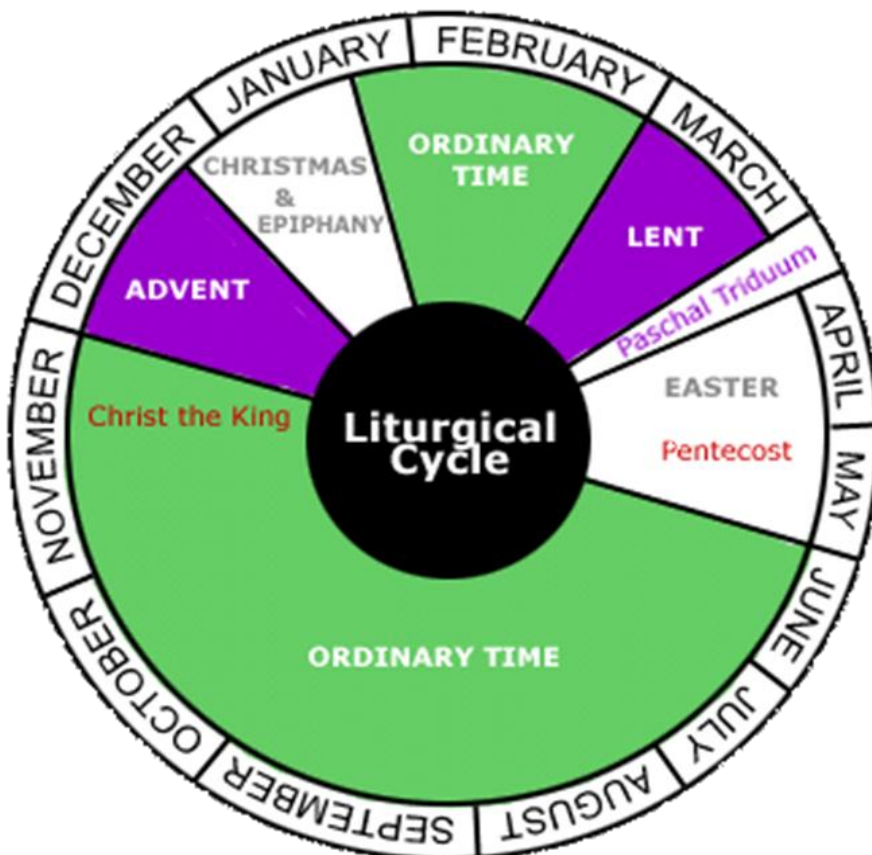 JANUARY
FEBRUARY
MARCH
APRIL
MAY
JUNE
JULY
AUGUST
SEPTEMBER
OCTOBER
NOVEMBER
DECEMBER
CHRISTMAS
&
EPIPHANY
ORDINARY
TIME
LENT
Paschal Triduum
EASTER
Pentecost
ORDINARY TIME
Christ the King
ADVENT
Liturgical
Cycle